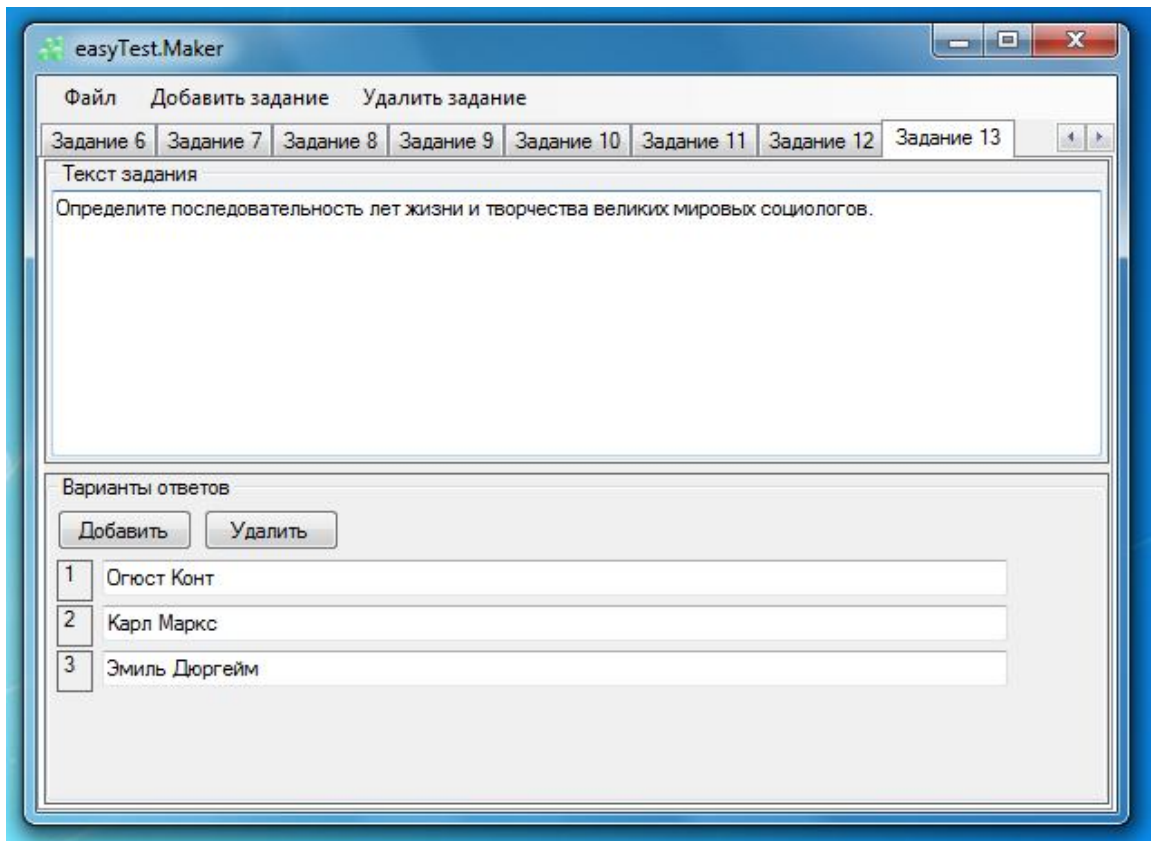 easyTest.Maker
Файл Добавить задание Удалить задание
Задание 6 Задание 7 Задание 8 Задание 9 Задание 10 Задание 11 Задание 12 Задание 13
Текст задания
Определите последовательность лет жизни и творчества великих мировых социологов.
Варианты ответов
Добавить Удалить
1 Огюст Конт
2 Карл Маркс
3 Эмиль Дюргейм